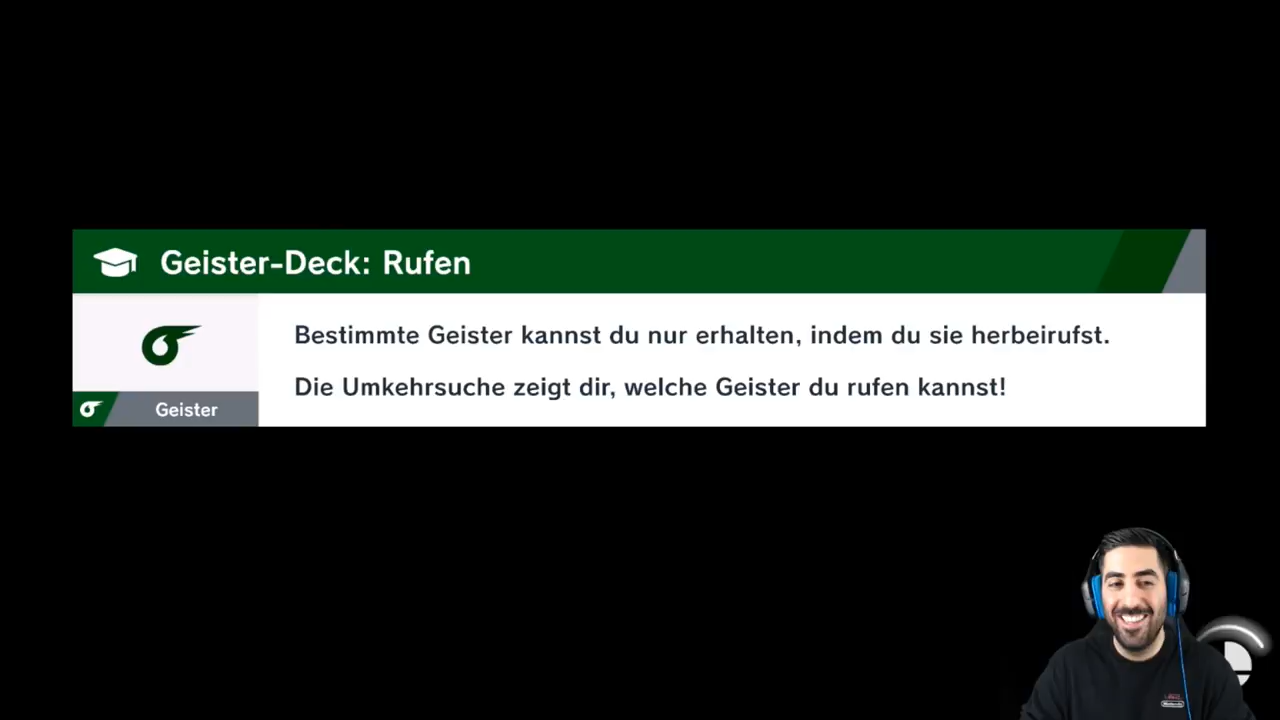 Geister-Deck: Rufen
Bestimmte Geister kannst du nur erhalten, indem du sie herbeirufst.
Die Umkehrsuche zeigt dir, welche Geister du rufen kannst!
Geister